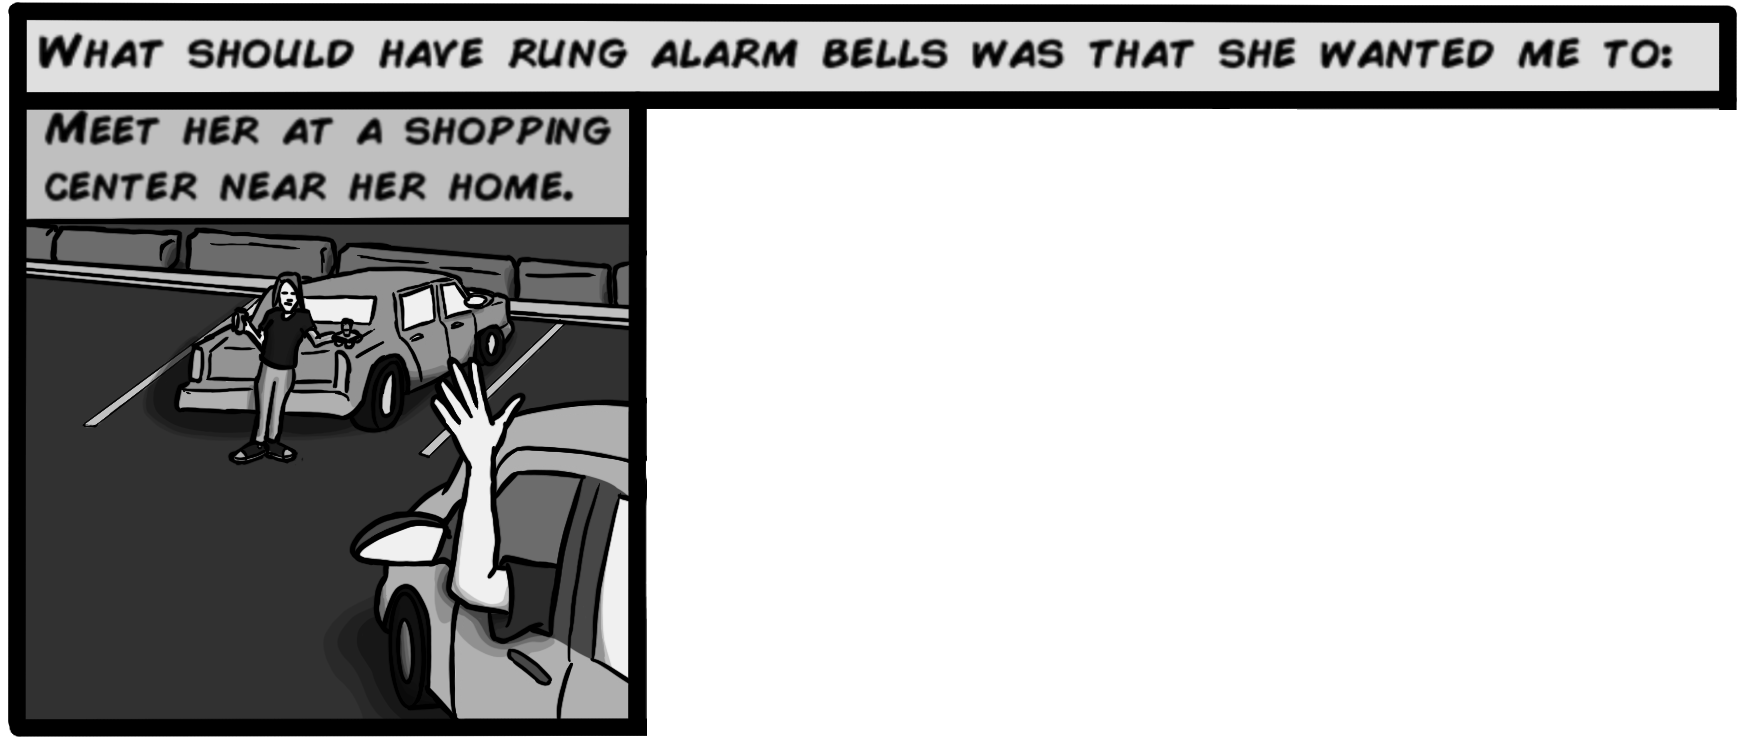 WHAT SHOULD HAVE RUNG ALARM BELLS WAS THAT SHE WANTED ME TO:
MEET HER AT A SHOPPING
CENTER NEAR HER HOME.